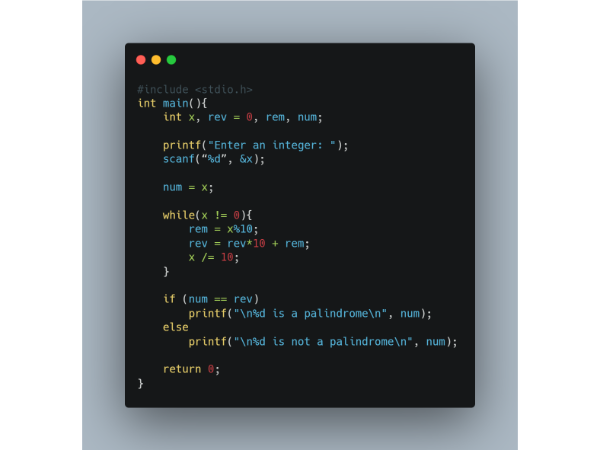 #include <stdio.h>
int main(){
    int x, rev = 0, rem, num;

    printf("Enter an integer: ");
    scanf(“%d”, &x);

    num = x;

    while(x != 0){
        rem = x%10;
        rev = rev*10 + rem;
        x /= 10;
    }

    if (num == rev)
        printf("\n%d is a palindrome\n", num);
    else
        printf("\n%d is not a palindrome\n", num);

    return 0;
}